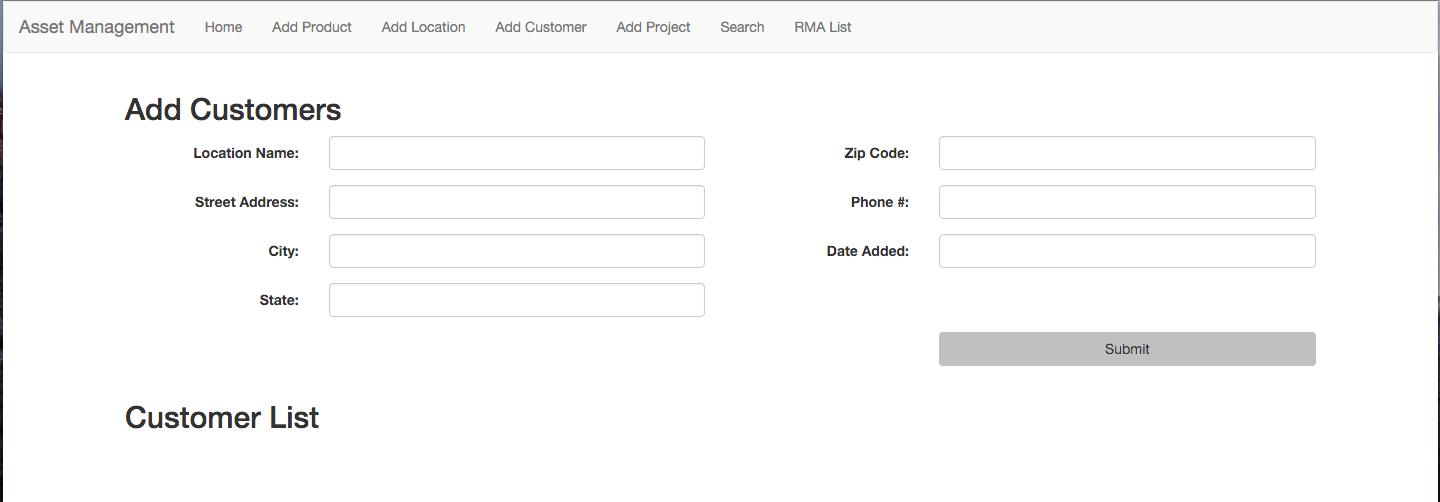 Asset Management Home Add Product Add Location Add Customer Add Project Search RMA List
Add Customers
Location Name: Zip Code:
Street Address: Phone #:
City: Date Added:
State:
Submit
Customer List